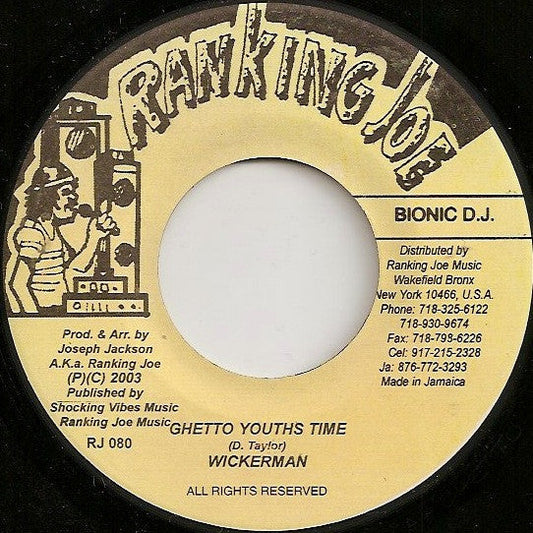 RANKING JOE
BIONIC D.J.
Distributed by
Ranking Joe Music
Wakefield Bronx
New York 10466, U.S.A.
Phone: 718-325-6122
718-930-9674
Fax: 718-798-6226
Cel: 917-215-2328
Ja: 876-772-3293
Made in Jamaica
Prod. & Arr. by
Joseph Jackson
A.K.a. Ranking Joe
(P)(C) 2003
Published by
Shocking Vibes Music
Ranking Joe Music
RJ 080
GHETTO YOUTHS TIME
(D. Taylor)
WICKERMAN
ALL RIGHTS RESERVED